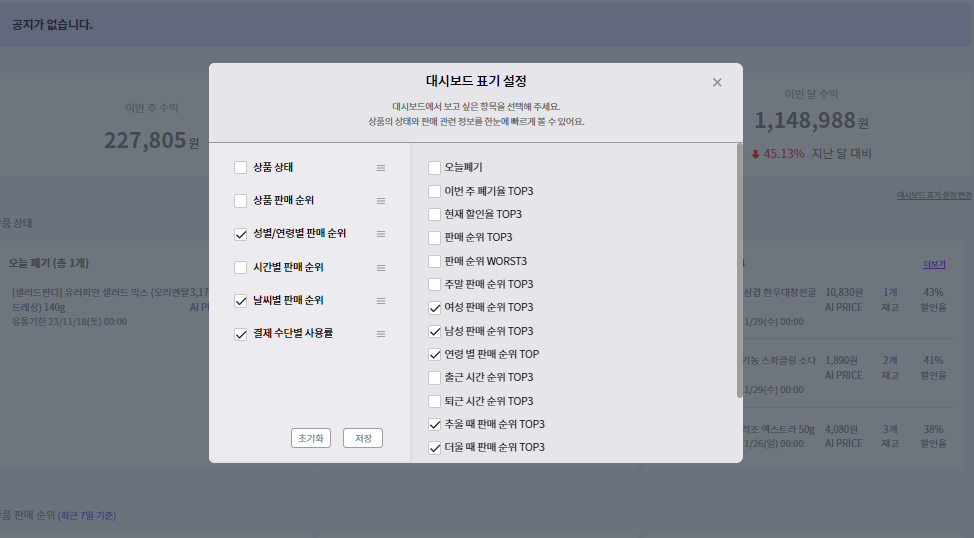 공지가 없습니다.
이번 주 수익
227,805원
이번 달 수익
1,148,988원
45.13% 지난 달 대비
대시보드 표기 설정 변경
상태
오늘 폐기 (총 1개)
[샐러드판다] 유러피안 샐러드 믹스 (오리엔탈
드레싱) 140g
유통기한 23/11/18(토) 00:00
3,17
AI PR
더보기
상겹 한우대창전골 10,830원 1개 43%
AI PRICE 재고 할인율
1/29(수) 00:00
기농 스파클링 소다 1,890원 2개 41%
AI PRICE 재고 할인율
1/29(수) 00:00
리조 엑스트라 50g 4,080원 3개 38%
1/26(일) 00:00 AI PRICE 재고 할인율
판매 순위 (최근 7일 기준)
대시보드 표기 설정
대시보드에서 보고 싶은 항목을 선택해 주세요.
상품의 상태와 판매 관련 정보를 한눈에 빠르게 볼 수 있어요.
상품 상태
상품 판매 순위
성별/연령별 판매 순위
시간별 판매 순위
날씨별 판매 순위
결제 수단별 사용률
초기화 저장
오늘폐기
이번 주 폐기율 TOP3
현재 할인율 TOP3
판매 순위 TOP3
판매 순위 WORST3
주말 판매 순위 TOP3
여성 판매 순위 TOP3
남성 판매 순위 TOP3
연령 별 판매 순위 TOP
출근 시간 순위 TOP3
퇴근 시간 순위 TOP3
추울 때 판매 순위 TOP3
더울 때 판매 순위 TOP3